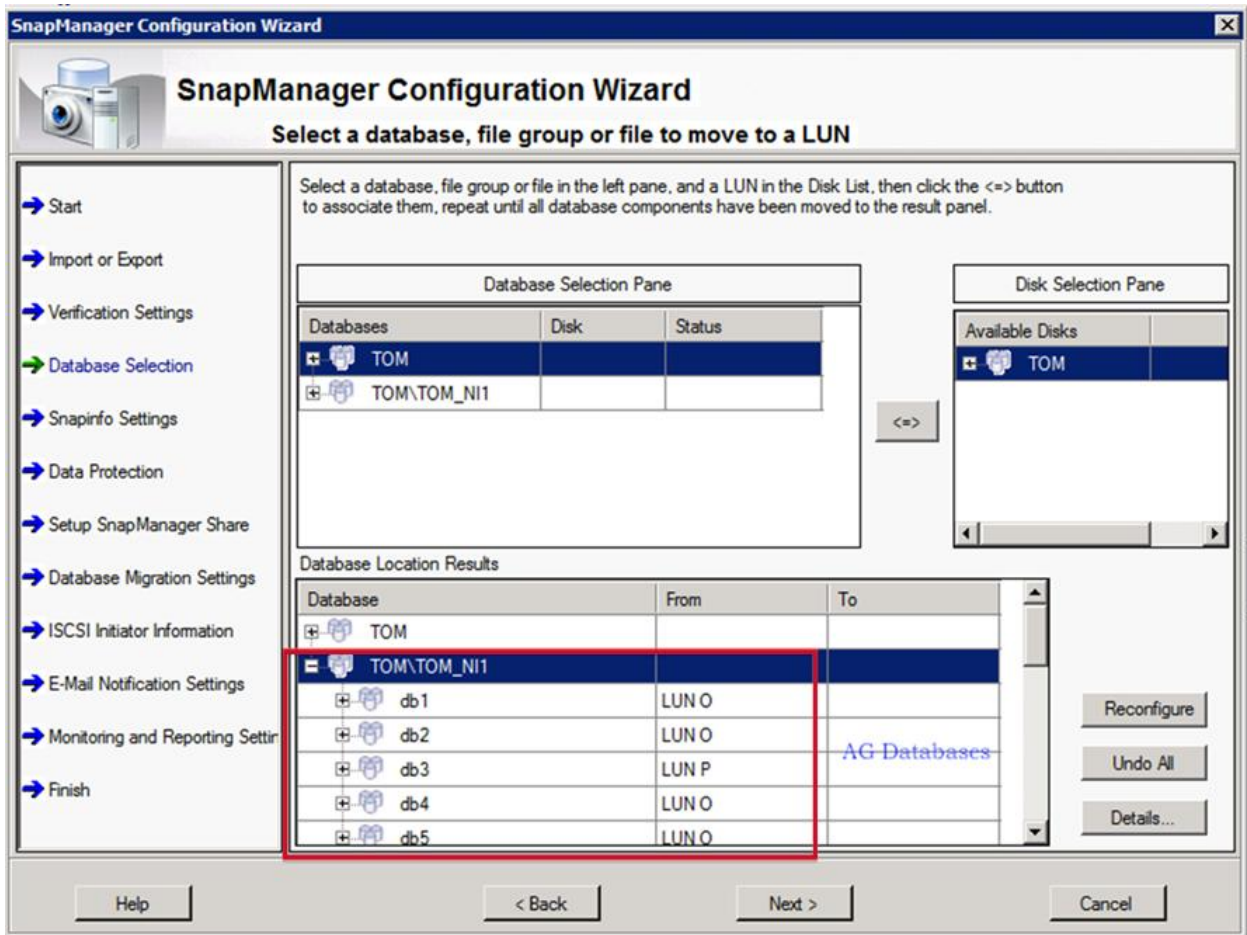 SnapManager Configuration Wizard
SnapManager Configuration Wizard
Select a database, file group or file to move to a LUN
Start
Import or Export
Verification Settings
Database Selection
Snapinfo Settings
Data Protection
Setup SnapManager Share
Database Migration Settings
ISCSI Initiator Information
E-Mail Notification Settings
Monitoring and Reporting Settin
Finish
Select a database, file group or file in the left pane, and a LUN in the Disk List, then click the <=> button
to associate them, repeat until all database components have been moved to the result panel.
Database Selection Pane
Databases Disk Status
TOM
TOM\TOM_NI1
<=>
Disk Selection Pane
Available Disks
TOM
Database Location Results
Database From To
TOM
TOM\TOM_NI1
db1 LUN O
db2 LUN O
db3 LUN P
db4 LUN O
db5 LUN O
AG Databases
Reconfigure
Undo All
Details...
Help
< Back
Next >
Cancel